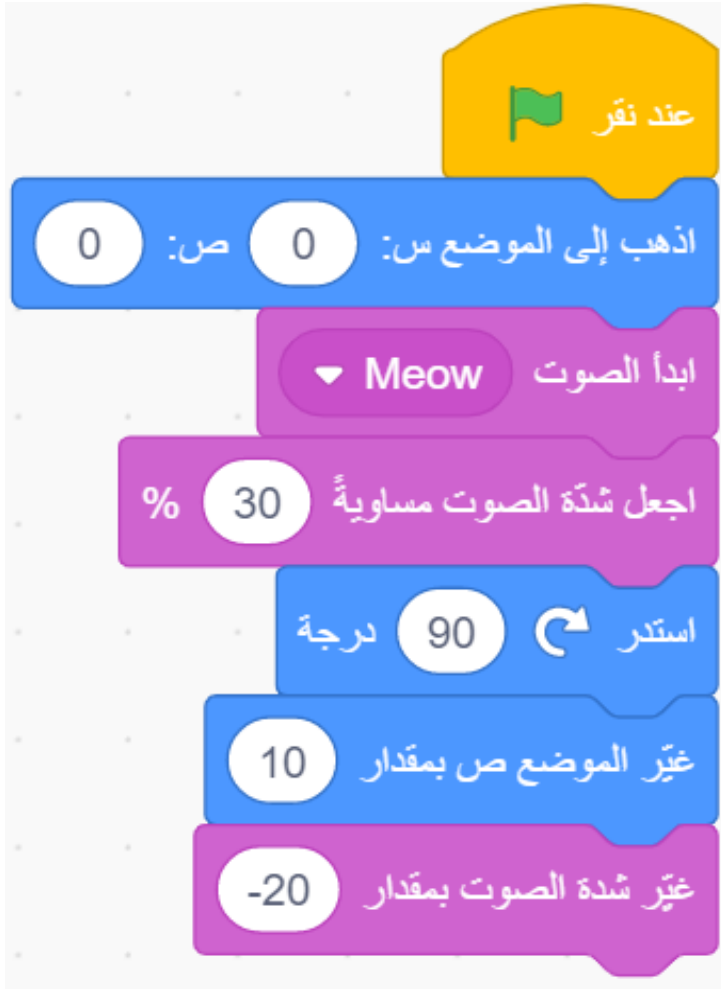 عند نقر
اذهب إلى الموضع س: 0 ص: 0
ابدأ الصوت Meow
اجعل شدّة الصوت مساويةً 30 %
استدر 90 درجة
غيّر الموضع ص بمقدار 10
غيّر شدة الصوت بمقدار -20